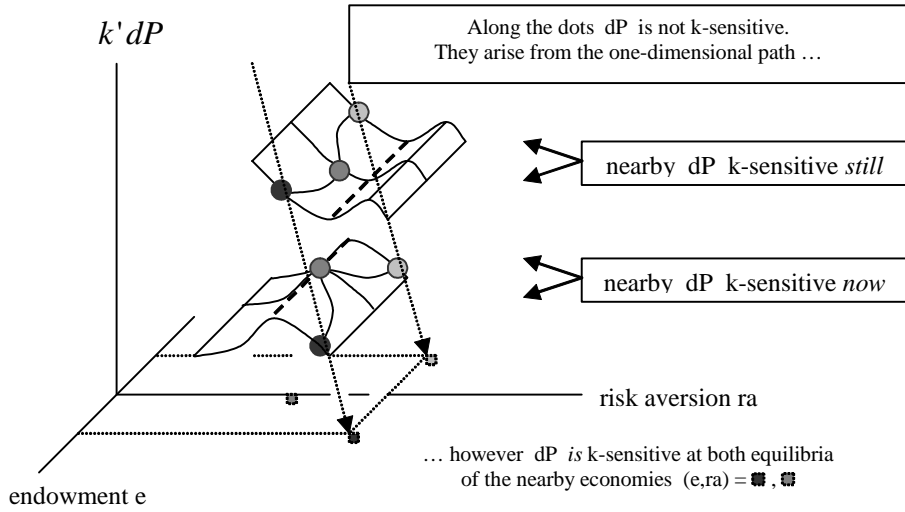 k' dP
Along the dots dP is not k-sensitive.
They arise from the one-dimensional path …
nearby dP k-sensitive still
nearby dP k-sensitive now
risk aversion ra
… however dP is k-sensitive at both equilibria
of the nearby economies (e,ra) = ,
endowment e